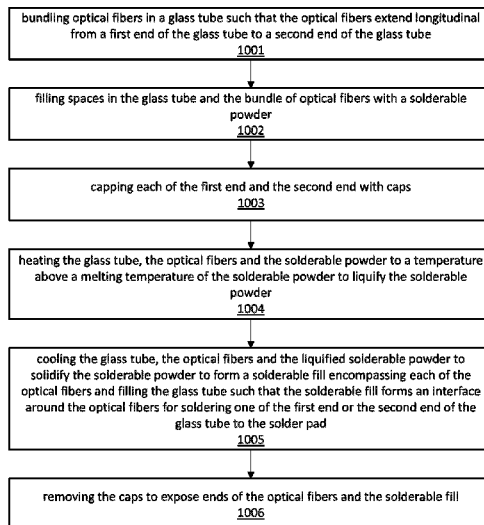 bundling optical fibers in a glass tube such that the optical fibers extend longitudinal
from a first end of the glass tube to a second end of the glass tube
1001
filling spaces in the glass tube and the bundle of optical fibers with a solderable
powder
1002
capping each of the first end and the second end with caps
1003
heating the glass tube, the optical fibers and the solderable powder to a temperature
above a melting temperature of the solderable powder to liquify the solderable
powder
1004
cooling the glass tube, the optical fibers and the liquified solderable powder to
solidify the solderable powder to form a solderable fill encompassing each of the
optical fibers and filling the glass tube such that the solderable fill forms an interface
around the optical fibers for soldering one of the first end or the second end of the
glass tube to the solder pad
1005
removing the caps to expose ends of the optical fibers and the solderable fill
1006